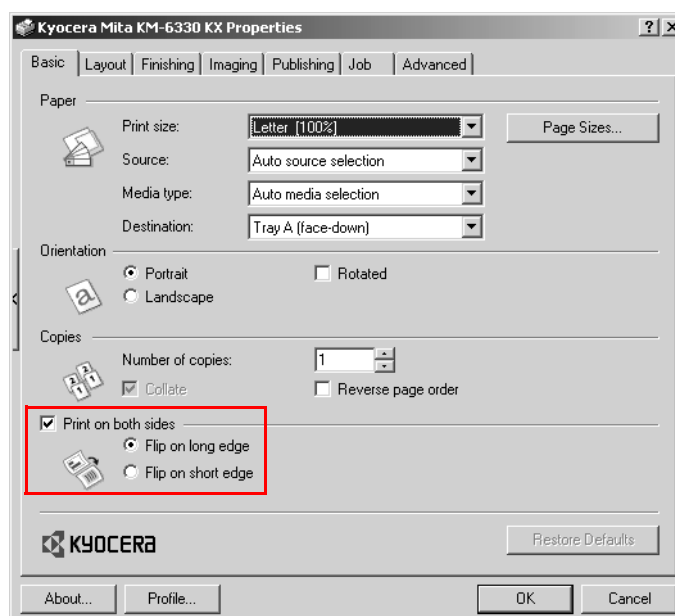 Kyocera Mita KM-6330 KX Properties
Basic Layout Finishing Imaging Publishing Job Advanced
Paper
Print size: Letter [100%] Page Sizes...
Source: Auto source selection
Media type: Auto media selection
Destination: Tray A (face-down)
Orientation
Portrait Rotated
a Landscape
Copies
Number of copies: 1
Collate Reverse page order
Print on both sides
Flip on long edge
Flip on short edge
KYOCERA Restore Defaults
About... Profile... OK Cancel